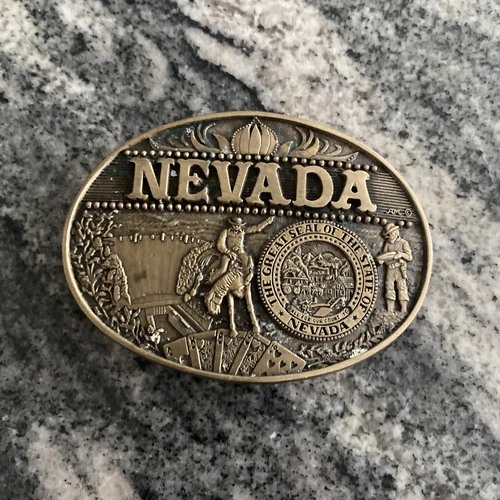 NEVADA
THE GREAT SEAL OF THE STATE OF
NEVADA